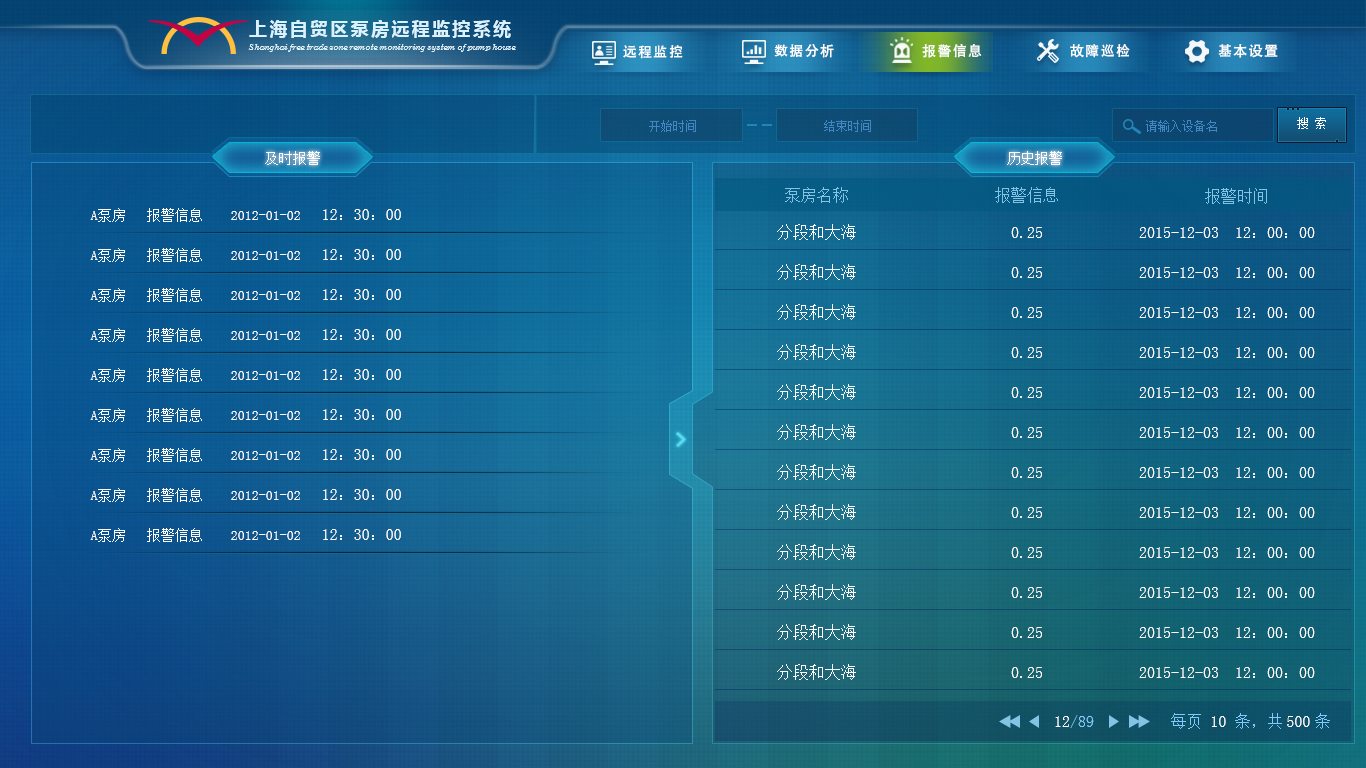 上海自贸区泵房远程监控系统
Shanghai free trade zone remote monitoring system of pump house
远程监控 数据分析 报警信息 故障巡检 基本设置
开始时间 结束时间 请输入设备名 搜 索
及时报警
A泵房 报警信息 2012-01-02 12：30：00
A泵房 报警信息 2012-01-02 12：30：00
A泵房 报警信息 2012-01-02 12：30：00
A泵房 报警信息 2012-01-02 12：30：00
A泵房 报警信息 2012-01-02 12：30：00
A泵房 报警信息 2012-01-02 12：30：00
A泵房 报警信息 2012-01-02 12：30：00
A泵房 报警信息 2012-01-02 12：30：00
A泵房 报警信息 2012-01-02 12：30：00
历史报警
泵房名称 报警信息 报警时间
分段和大海 0.25 2015-12-03 12：00：00
分段和大海 0.25 2015-12-03 12：00：00
分段和大海 0.25 2015-12-03 12：00：00
分段和大海 0.25 2015-12-03 12：00：00
分段和大海 0.25 2015-12-03 12：00：00
分段和大海 0.25 2015-12-03 12：00：00
分段和大海 0.25 2015-12-03 12：00：00
分段和大海 0.25 2015-12-03 12：00：00
分段和大海 0.25 2015-12-03 12：00：00
分段和大海 0.25 2015-12-03 12：00：00
分段和大海 0.25 2015-12-03 12：00：00
分段和大海 0.25 2015-12-03 12：00：00
12/89 每页 10 条，共 500 条